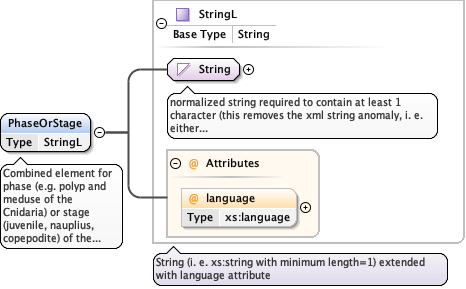 StringL
Base Type String
String
normalized string required to contain at least 1
character (this removes the xml string anomaly, i. e.
either...
PhaseOrStage
Type StringL
Combined element for
phase (e.g. polyp and
meduse of the
Cnidaria) or stage
(juvenile, nauplius,
copepodite) of the...
@ Attributes
@ language
Type xs:language
String (i. e. xs:string with minimum length=1) extended
with language attribute